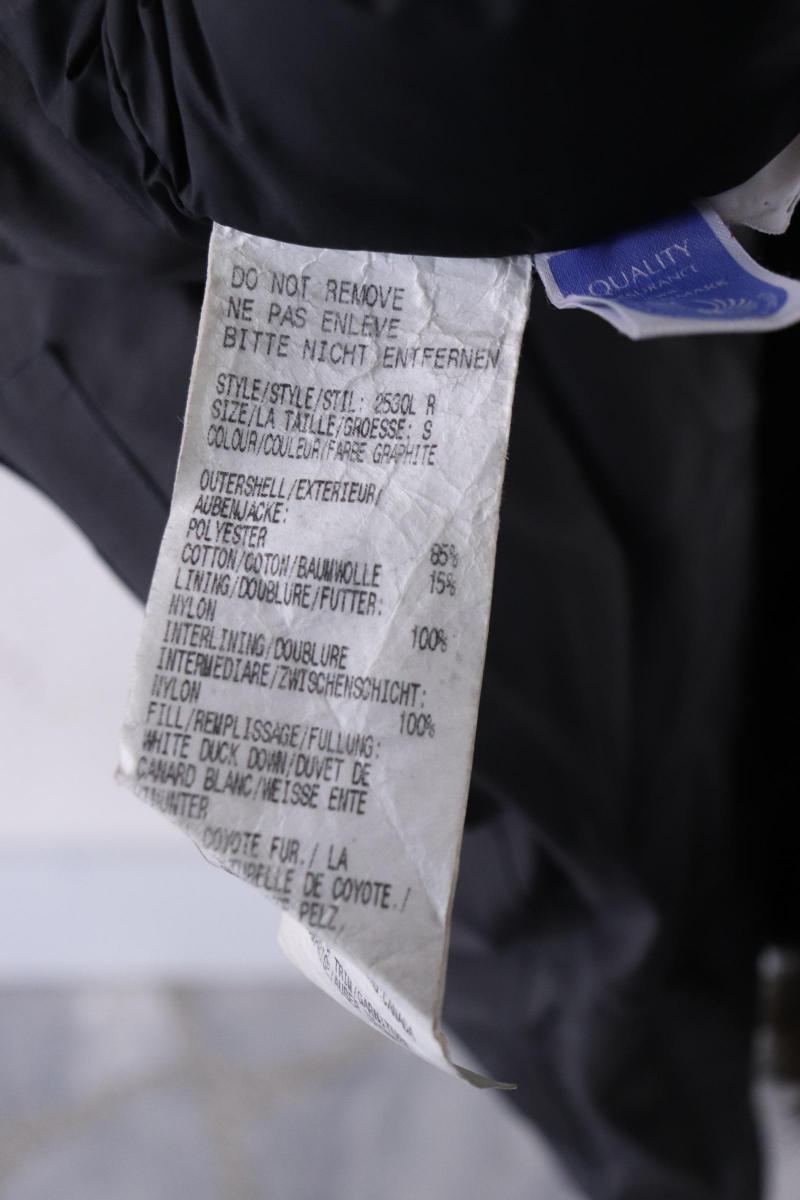 DO NOT REMOVE
NE PAS ENLEVE
BITTE NICHT ENTFERNEN
STYLE/STYLE/STIL: 2530L R
SIZE/LA TAILLE/GROESSE: S
COLOUR/COULEUR/FARBE GRAPHITE
OUTERSHELL/EXTERIEUR/
AUBENJACKE:
POLYESTER 85%
COTTON/COTON/BAUMWOLLE 15%
LINING/DOUBLURE/FUTTER:
NYLON 100%
INTERLINING/DOUBLURE
INTERMEDIARE/ZWISCHENSCHICHT:
NYLON 100%
FILL/REMPLISSAGE/FULLUNG:
WHITE DUCK DOWN/DUVET DE
CANARD BLANC/WEISSE ENTE
COYOTE FUR./ LA
DE COYOTE./
PELZ,
CANADA
QUALITY